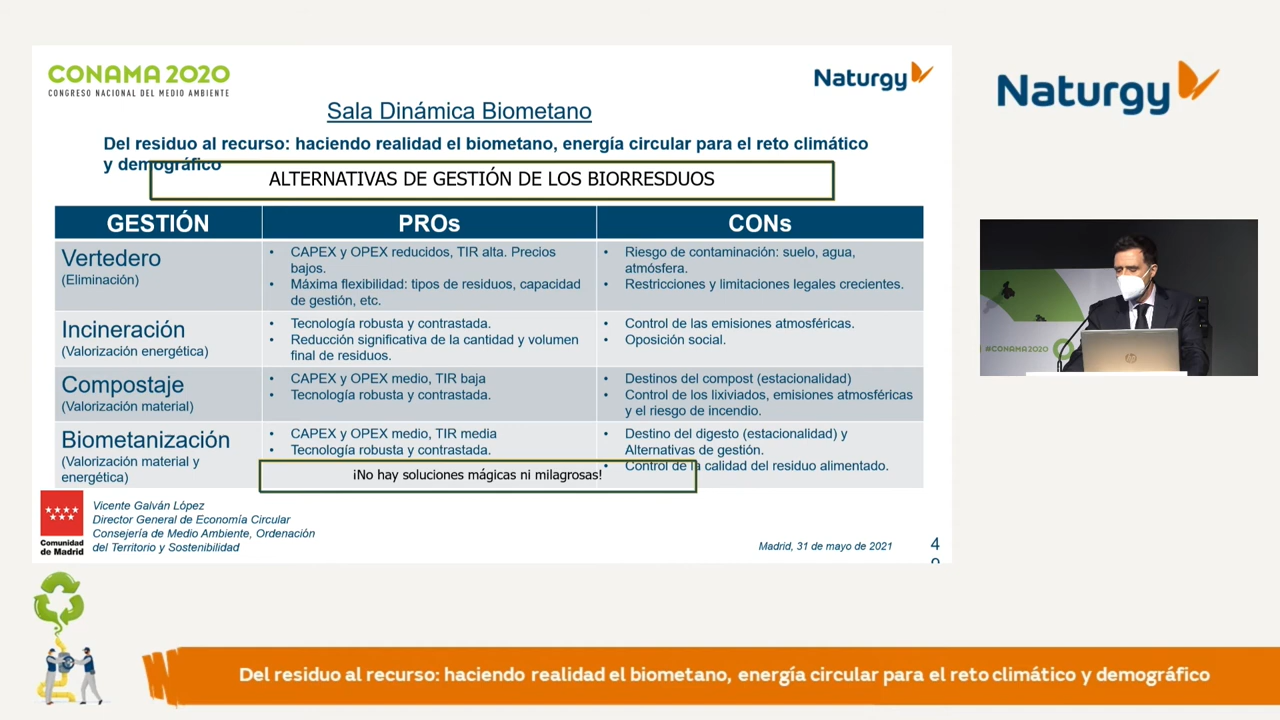 CONAMA 2020
CONGRESO NACIONAL DEL MEDIO AMBIENTE
Naturgy
Naturgy
Sala Dinámica Biometano
Del residuo al recurso: haciendo realidad el biometano, energía circular para el reto climático
y demográfico
ALTERNATIVAS DE GESTIÓN DE LOS BIORRESDUOS
GESTIÓN
PROs
CONs
Vertedero
(Eliminación)
• CAPEX y OPEX reducidos, TIR alta. Precios
bajos.
• Máxima flexibilidad: tipos de residuos, capacidad
de gestión, etc.
• Riesgo de contaminación: suelo, agua,
atmósfera.
• Restricciones y limitaciones legales crecientes.
Incineración
(Valorización energética)
• Tecnología robusta y contrastada.
• Reducción significativa de la cantidad y volumen
final de residuos.
• Control de las emisiones atmosféricas.
• Oposición social.
Compostaje
(Valorización material)
• CAPEX y OPEX medio, TIR baja
• Tecnología robusta y contrastada.
• Destinos del compost (estacionalidad)
• Control de los lixiviados, emisiones atmosféricas
y el riesgo de incendio.
Biometanización
(Valorización material y
energética)
• CAPEX y OPEX medio, TIR media
• Tecnología robusta y contrastada.
• Destino del digesto (estacionalidad) y
Alternativas de gestión.
• Control de la calidad del residuo alimentado.
¡No hay soluciones mágicas ni milagrosas!
Comunidad
de Madrid
Vicente Galván López
Director General de Economía Circular
Consejería de Medio Ambiente, Ordenación
del Territorio y Sostenibilidad
Madrid, 31 de mayo de 2021
4
#CONAMA2020
hp
Del residuo al recurso: haciendo realidad el biometano, energía circular para el reto climático y demográfico